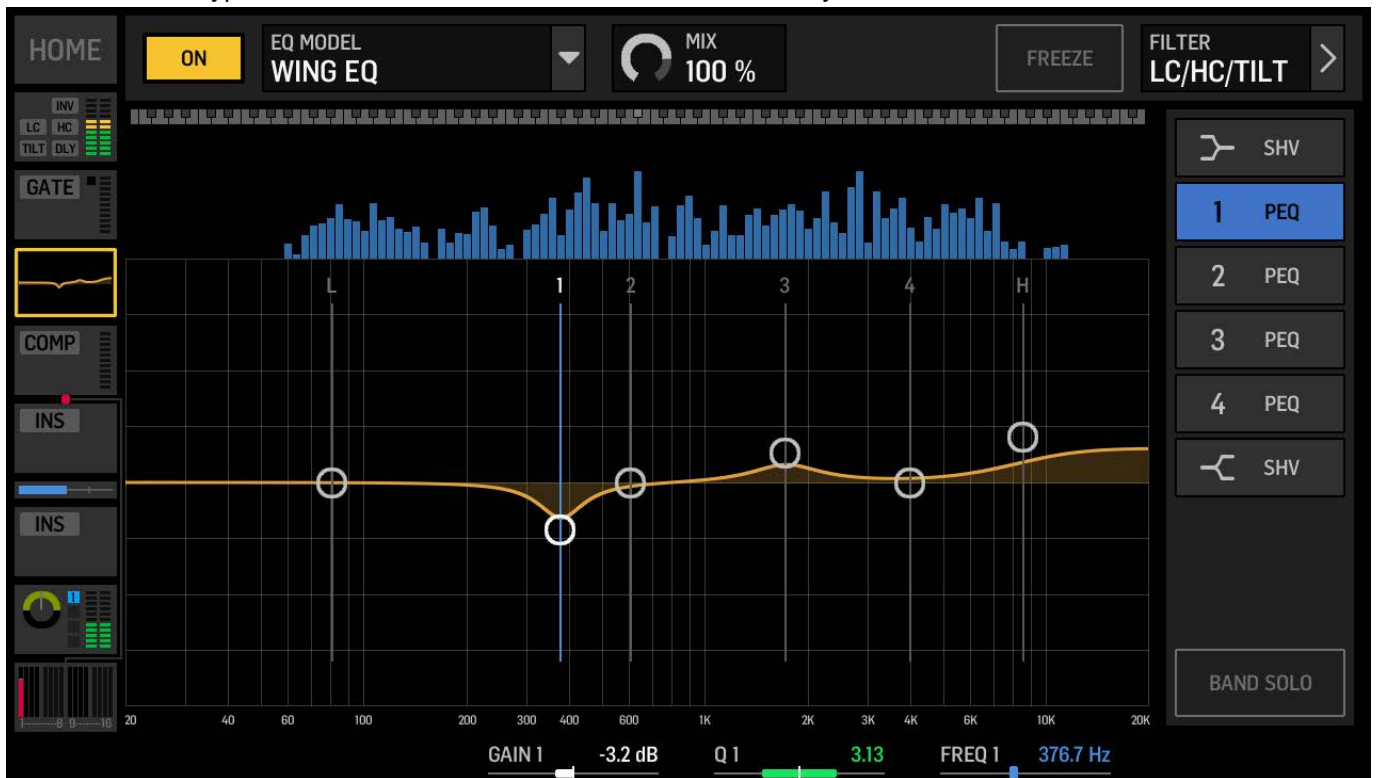 HOME
ON
EQ MODEL
WING EQ
MIX
100 %
FREEZE
FILTER
LC/HC/TILT
INV
LC HC
TILT DLY
GATE
COMP
INS
INS
1
1 8 9 16
L 1 2 3 4 H
20 40 60 100 200 300 400 600 1K 2K 3K 4K 6K 10K 20K
SHV
1 PEQ
2 PEQ
3 PEQ
4 PEQ
SHV
BAND SOLO
GAIN 1 -3.2 dB Q 1 3.13 FREQ 1 376.7 Hz